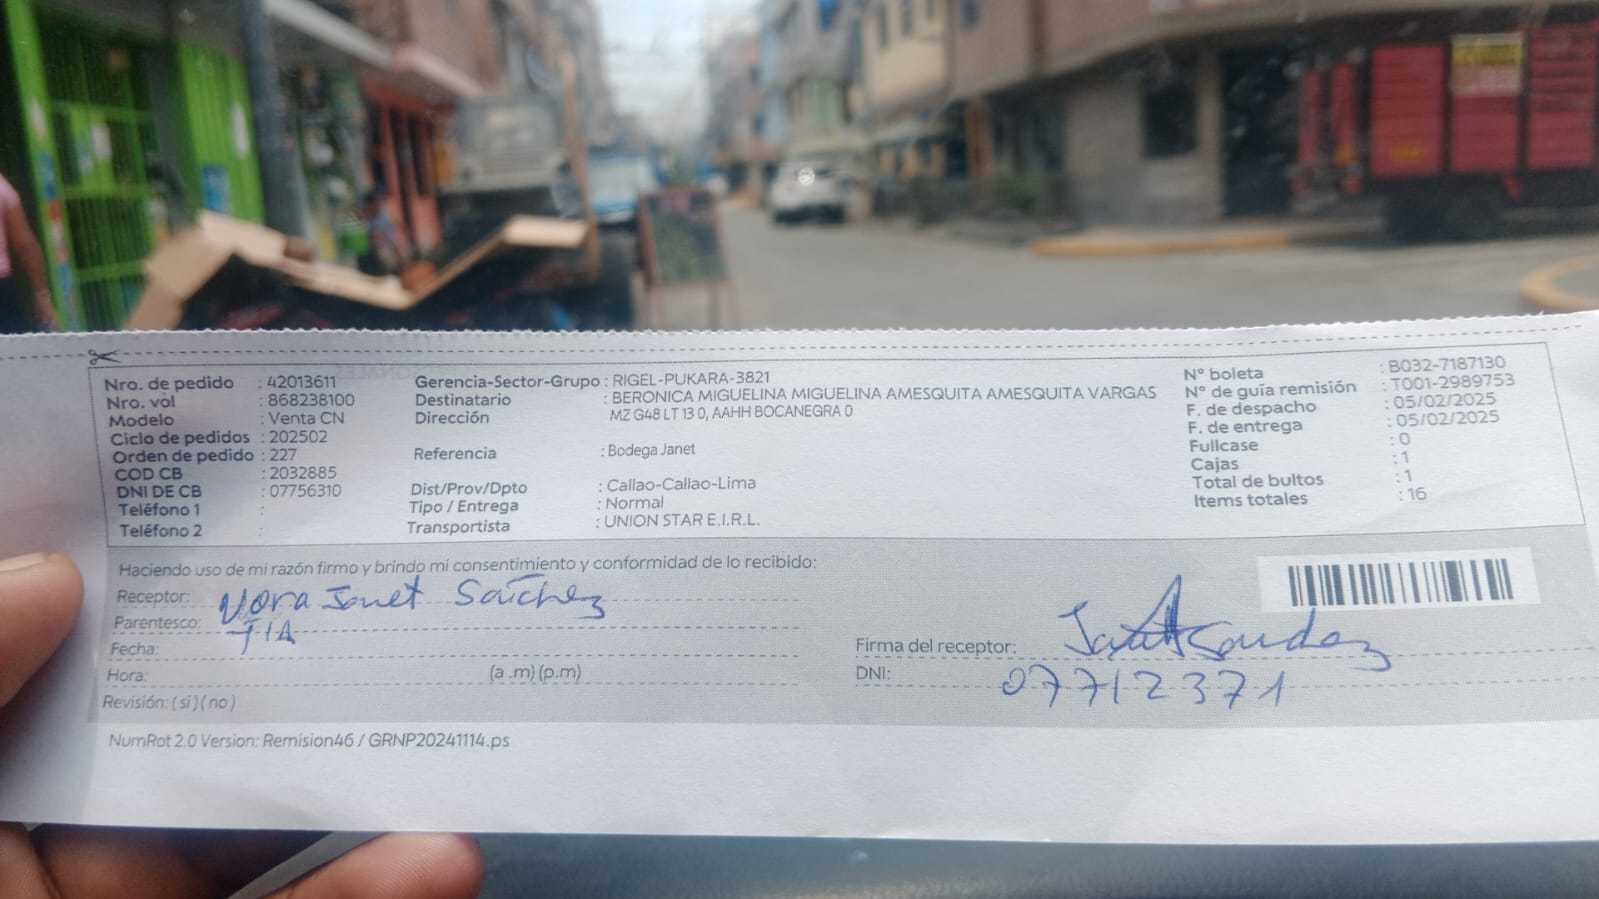 Nro. de pedido : 42013611
Nro. vol : 868238100
Modelo : Venta CN
Ciclo de pedidos : 202502
Orden de pedido : 227
COD CB : 2032885
DNI DE CB : 07756310
Teléfono 1 :
Teléfono 2 :
Gerencia-Sector-Grupo : RIGEL-PUKARA-3821
Destinatario : BERONICA MIGUELINA MIGUELINA AMESQUITA AMESQUITA VARGAS
Dirección MZ G48 LT 13 0, AAHH BOCANEGRA 0
Referencia : Bodega Janet
Dist/Prov/Dpto : Callao-Callao-Lima
Tipo / Entrega : Normal
Transportista : UNION STAR E.I.R.L.
N° boleta : B032-7187130
N° de guía remisión : T001-2989753
F. de despacho : 05/02/2025
F. de entrega : 05/02/2025
Fullcase : 0
Cajas : 1
Total de bultos : 1
Items totales : 16
Haciendo uso de mi razón firmo y brindo mi consentimiento y conformidad de lo recibido:
Receptor: Nora Janet Sánchez
Parentesco: TIA
Fecha:
Hora: (a .m) (p.m)
Revisión: ( si ) ( no )
Firma del receptor: Janet Sanchez
DNI: 07712371
NumRot 2.0 Version: Remision46 / GRNP20241114.ps